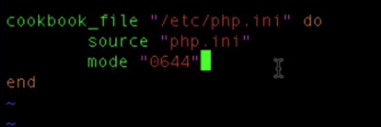 cookbook_file "/etc/php.ini" do
source "php.ini"
mode "0644"
end
~
~